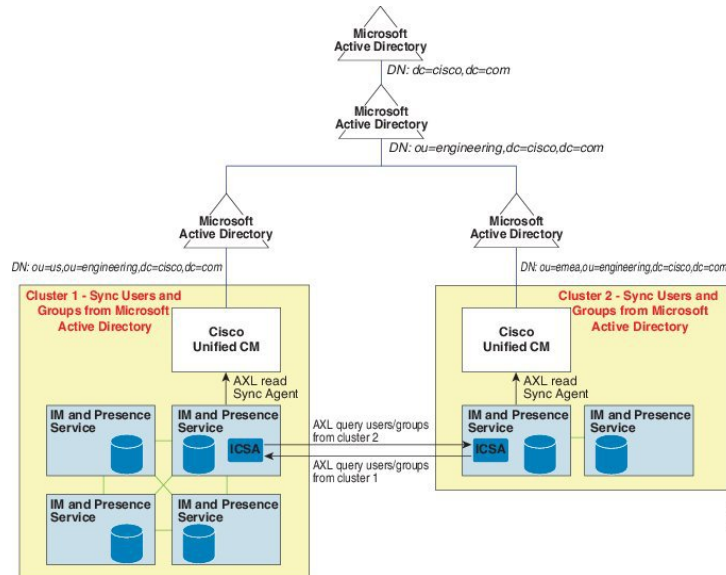 Microsoft
Active Directory
DN: dc=cisco,dc=com
Microsoft
Active Directory
DN: ou=engineering,dc=cisco,dc=com
Microsoft
Active Directory
DN: ou=us,ou=engineering,dc=cisco,dc=com
Microsoft
Active Directory
DN: ou=emea,ou=engineering,dc=cisco,dc=com
Cluster 1 - Sync Users and
Groups from Microsoft
Active Directory
Cisco
Unified CM
AXL read
Sync Agent
IM and Presence
Service
IM and Presence
Service
ICSA
IM and Presence
Service
IM and Presence
Service
AXL query users/groups
from cluster 2
AXL query users/groups
from cluster 1
Cluster 2 - Sync Users and
Groups from Microsoft
Active Directory
Cisco
Unified CM
AXL read
Sync Agent
IM and Presence
Service
ICSA
IM and Presence
Service